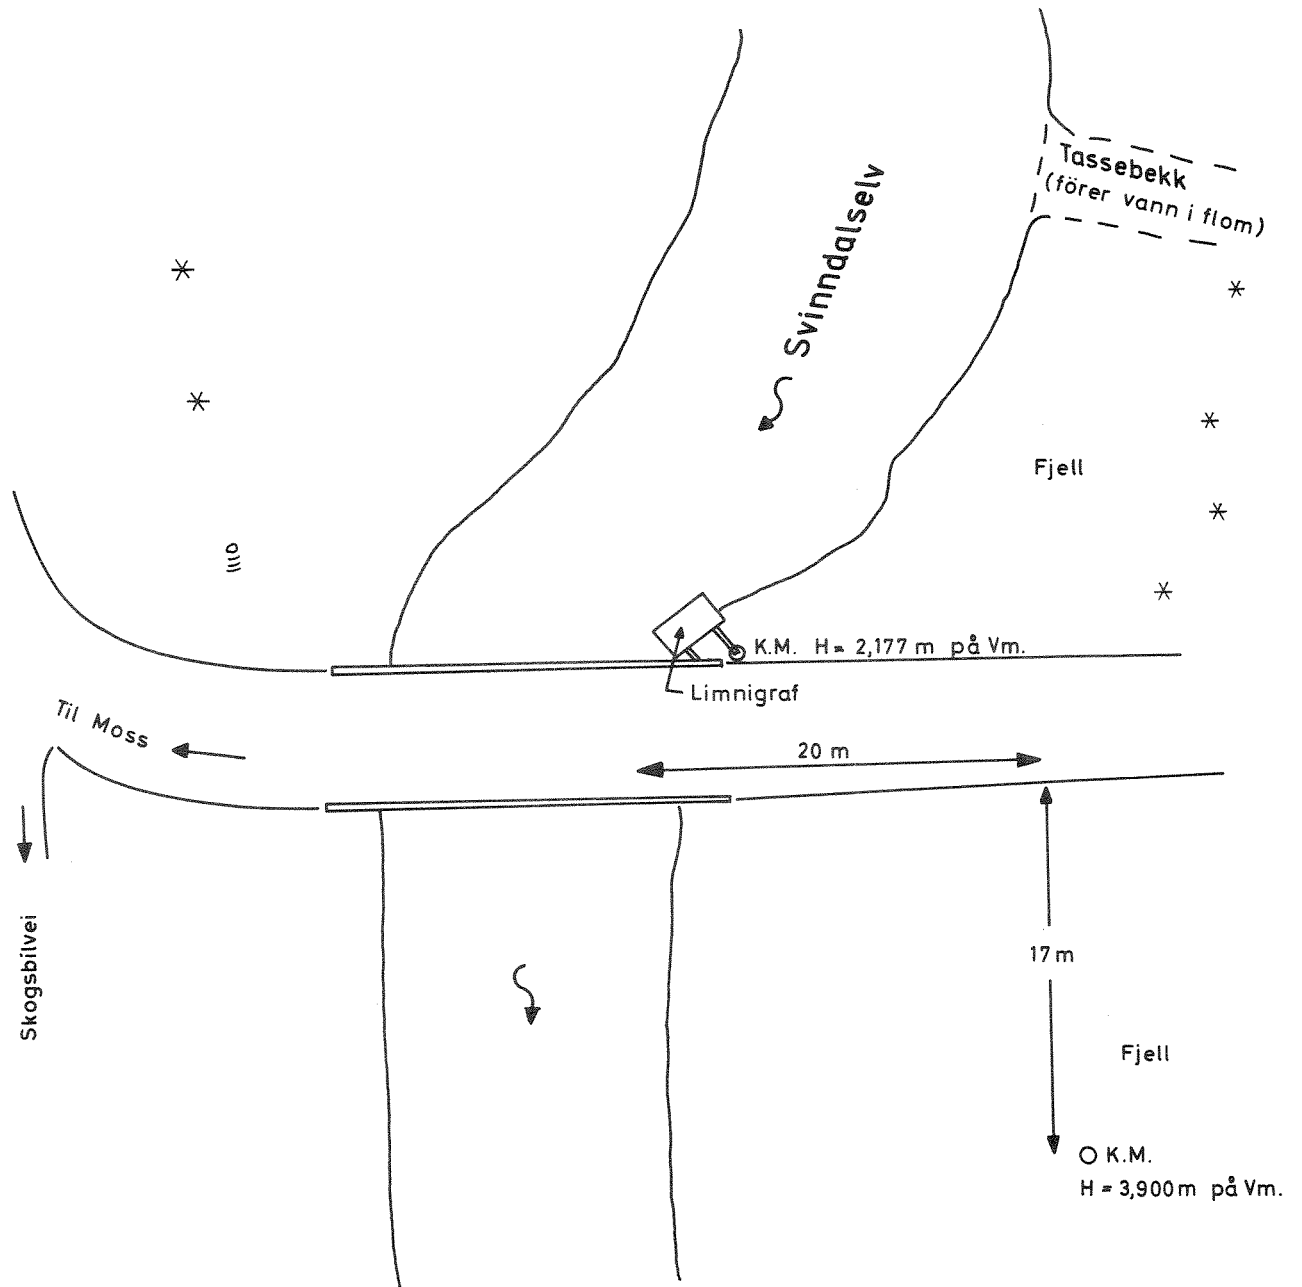 Tassebekk
(förer vann i flom)
Svinndalselv
Fjell
K.M. H = 2,177 m på Vm.
Limnigraf
Til Moss
20 m
Skogsbilvei
17 m
Fjell
K.M.
H = 3,900 m på Vm.